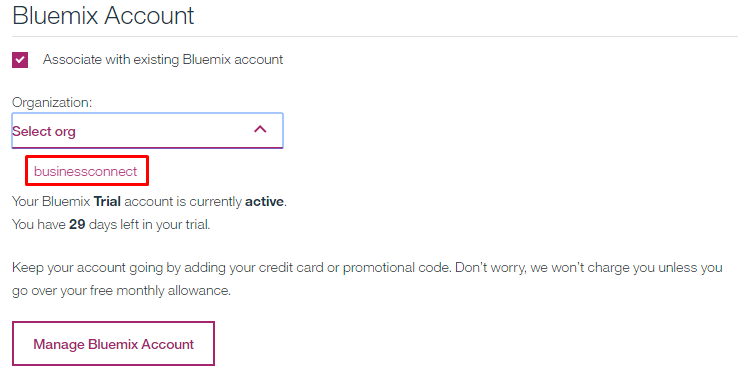 Bluemix Account
Associate with existing Bluemix account
Organization:
Select org
businessconnect
Your Bluemix Trial account is currently active.
You have 29 days left in your trial.
Keep your account going by adding your credit card or promotional code. Don't worry, we won't charge you unless you
go over your free monthly allowance.
Manage Bluemix Account